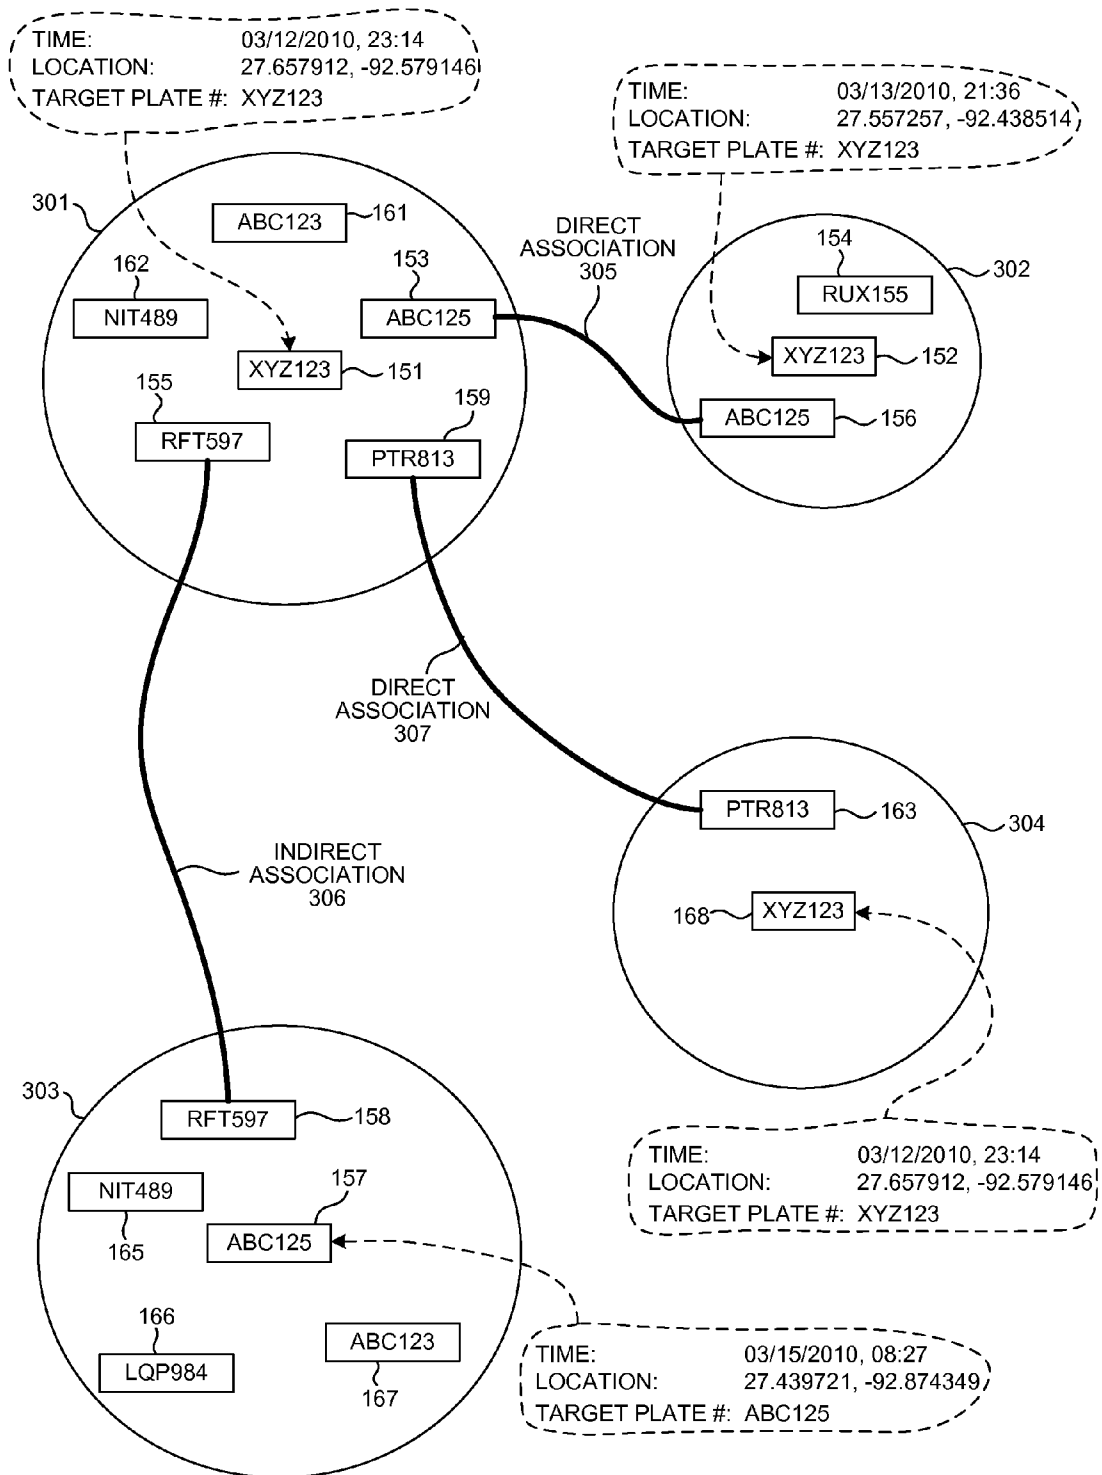 TIME: 03/12/2010, 23:14
LOCATION: 27.657912, -92.579146
TARGET PLATE #: XYZ123
TIME: 03/13/2010, 21:36
LOCATION: 27.557257, -92.438514
TARGET PLATE #: XYZ123
301
ABC123
161
162
NIT489
153
ABC125
XYZ123
151
155
RFT597
159
PTR813
DIRECT
ASSOCIATION
305
154
RUX155
302
XYZ123
152
ABC125
156
DIRECT
ASSOCIATION
307
INDIRECT
ASSOCIATION
306
PTR813
163
304
168
XYZ123
303
RFT597
158
NIT489
165
157
ABC125
166
LQP984
ABC123
167
TIME: 03/12/2010, 23:14
LOCATION: 27.657912, -92.579146
TARGET PLATE #: XYZ123
TIME: 03/15/2010, 08:27
LOCATION: 27.439721, -92.874349
TARGET PLATE #: ABC125